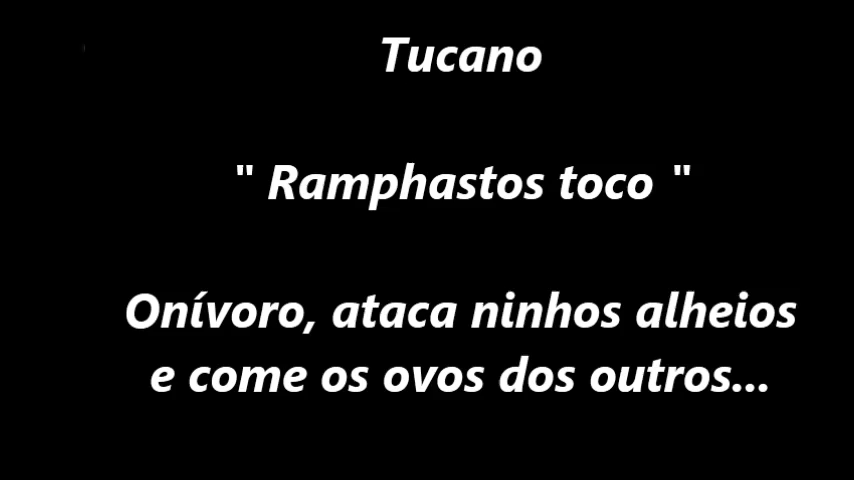 Tucano
" Ramphastos toco "
Onívoro, ataca ninhos alheios
e come os ovos dos outros...